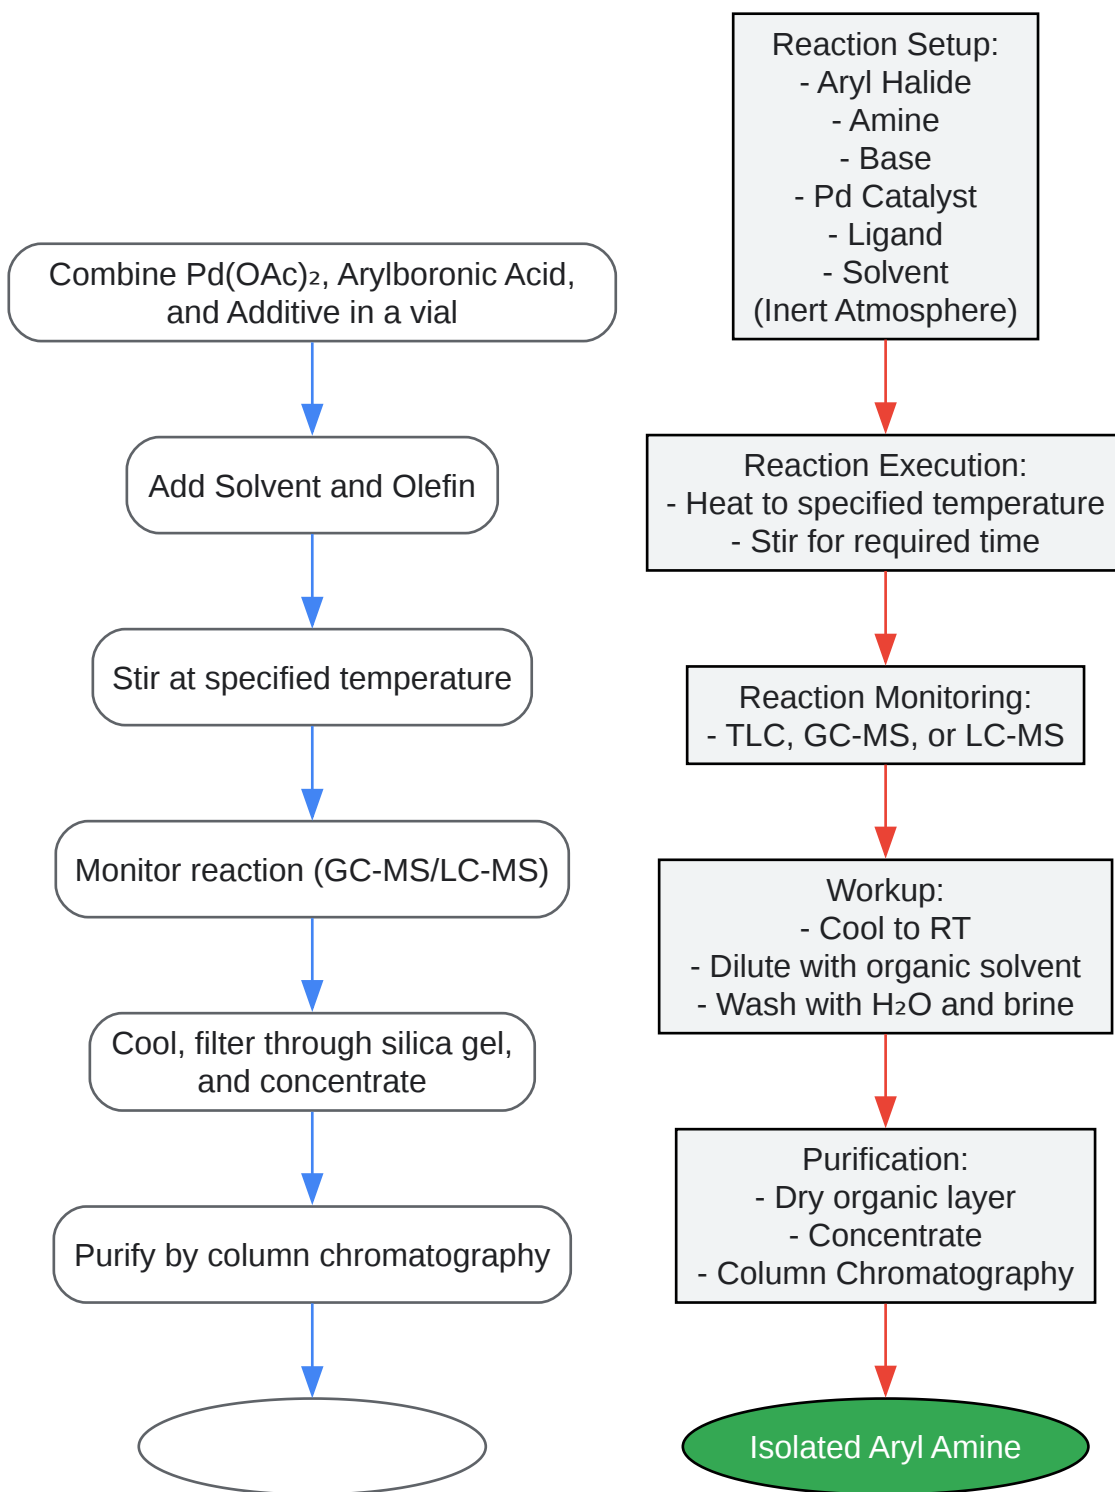 Combine Pd(OAc)₂, Arylboronic Acid,
and Additive in a vial
Add Solvent and Olefin
Stir at specified temperature
Monitor reaction (GC-MS/LC-MS)
Cool, filter through silica gel,
and concentrate
Purify by column chromatography
Reaction Setup:
- Aryl Halide
- Amine
- Base
- Pd Catalyst
- Ligand
- Solvent
(Inert Atmosphere)
Reaction Execution:
- Heat to specified temperature
- Stir for required time
Reaction Monitoring:
- TLC, GC-MS, or LC-MS
Workup:
- Cool to RT
- Dilute with organic solvent
- Wash with H₂O and brine
Purification:
- Dry organic layer
- Concentrate
- Column Chromatography
Isolated Aryl Amine